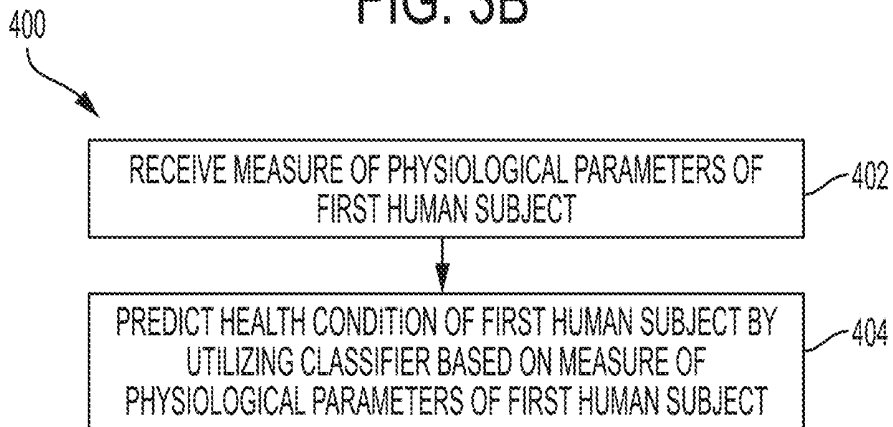 FIG. 3B
400
RECEIVE MEASURE OF PHYSIOLOGICAL PARAMETERS OF
FIRST HUMAN SUBJECT
402
PREDICT HEALTH CONDITION OF FIRST HUMAN SUBJECT BY
UTILIZING CLASSIFIER BASED ON MEASURE OF
PHYSIOLOGICAL PARAMETERS OF FIRST HUMAN SUBJECT
404